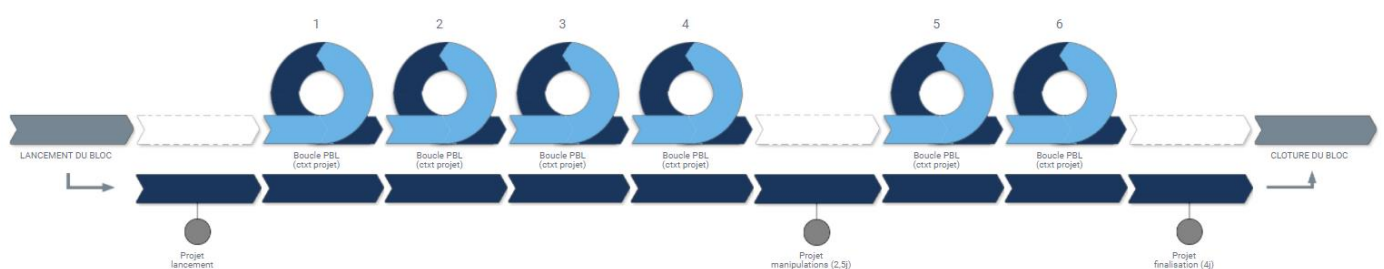 1
2
3
4
5
6
LANCEMENT DU BLOC
Boucle PBL
(ctxt projet)
Boucle PBL
(ctxt projet)
Boucle PBL
(ctxt projet)
Boucle PBL
(ctxt projet)
Boucle PBL
(ctxt projet)
Boucle PBL
(ctxt projet)
CLOTURE DU BLOC
Projet
lancement
Projet
manipulations (2,5j)
Projet
finalisation (4j)